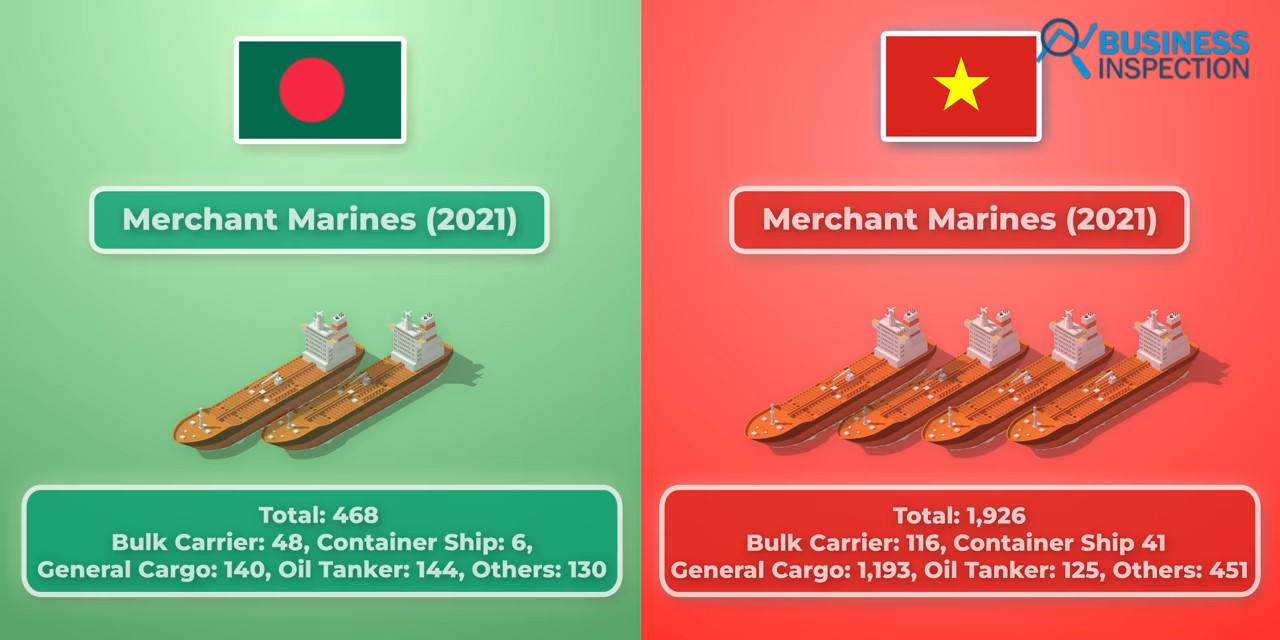 BUSINESS
INSPECTION
Merchant Marines (2021)
Total: 468
Bulk Carrier: 48, Container Ship: 6,
General Cargo: 140, Oil Tanker: 144, Others: 130
Merchant Marines (2021)
Total: 1,926
Bulk Carrier: 116, Container Ship 41
General Cargo: 1,193, Oil Tanker: 125, Others: 451